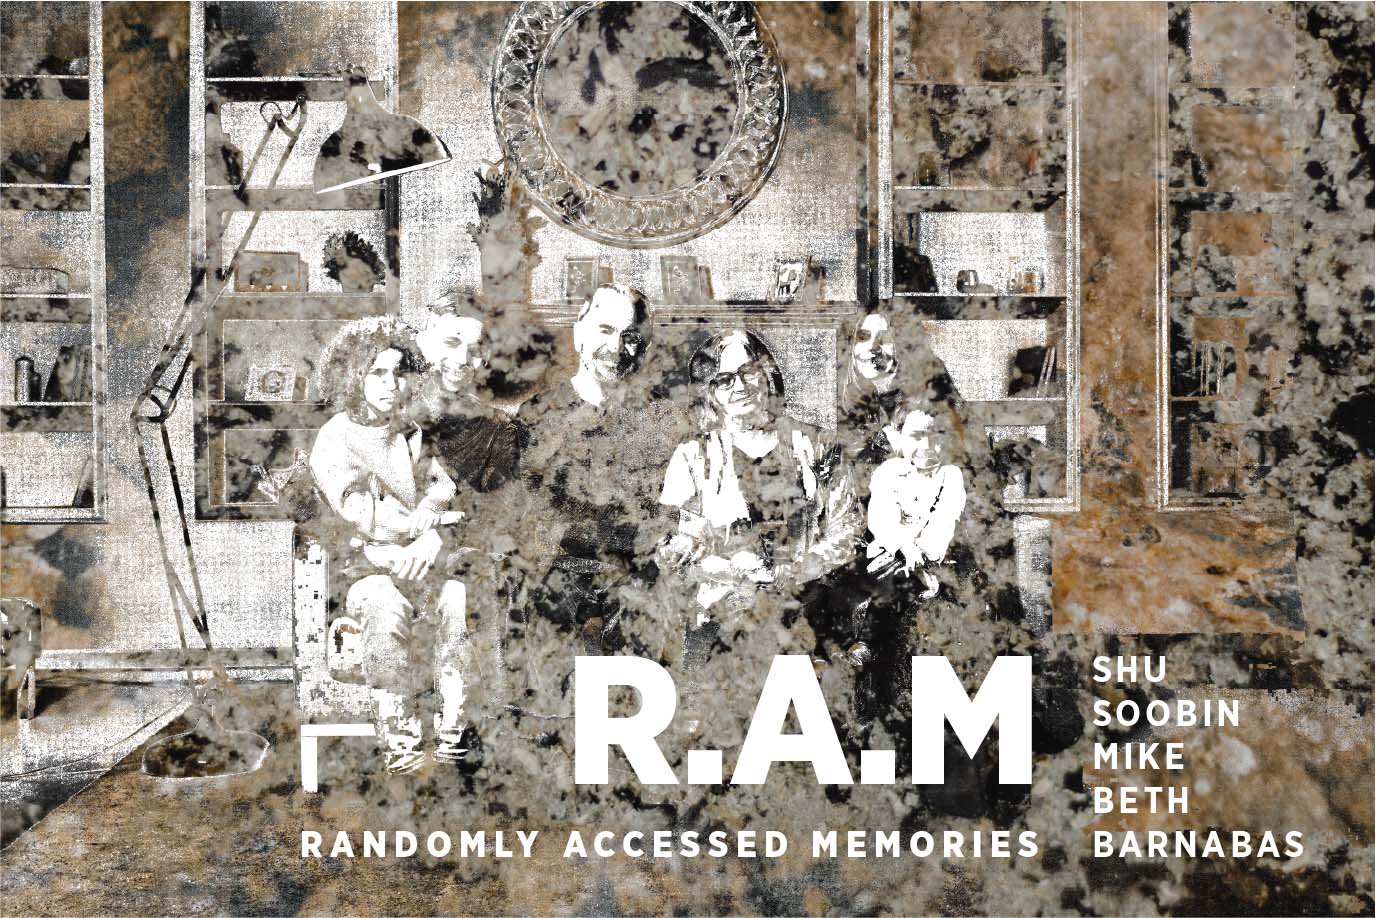 R.A.M
RANDOMLY ACCESSED MEMORIES
SHU
SOOBIN
MIKE
BETH
BARNABAS